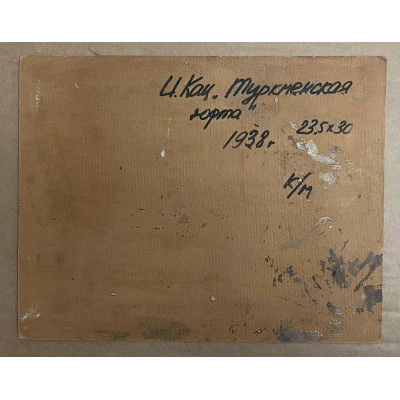 И. Кац „Туркменская
юрта"
1938 г 23,5 х 30
К/М